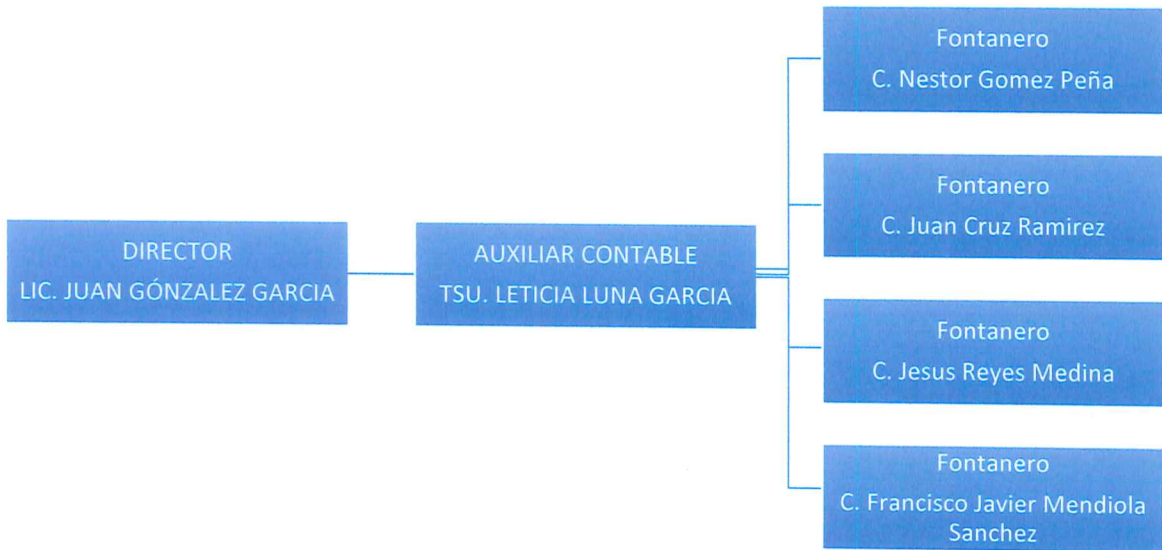 DIRECTOR
LIC. JUAN GÓNZALEZ GARCIA
AUXILIAR CONTABLE
TSU. LETICIA LUNA GARCIA
Fontanero
C. Nestor Gomez Peña
Fontanero
C. Juan Cruz Ramirez
Fontanero
C. Jesus Reyes Medina
Fontanero
C. Francisco Javier Mendiola
Sanchez